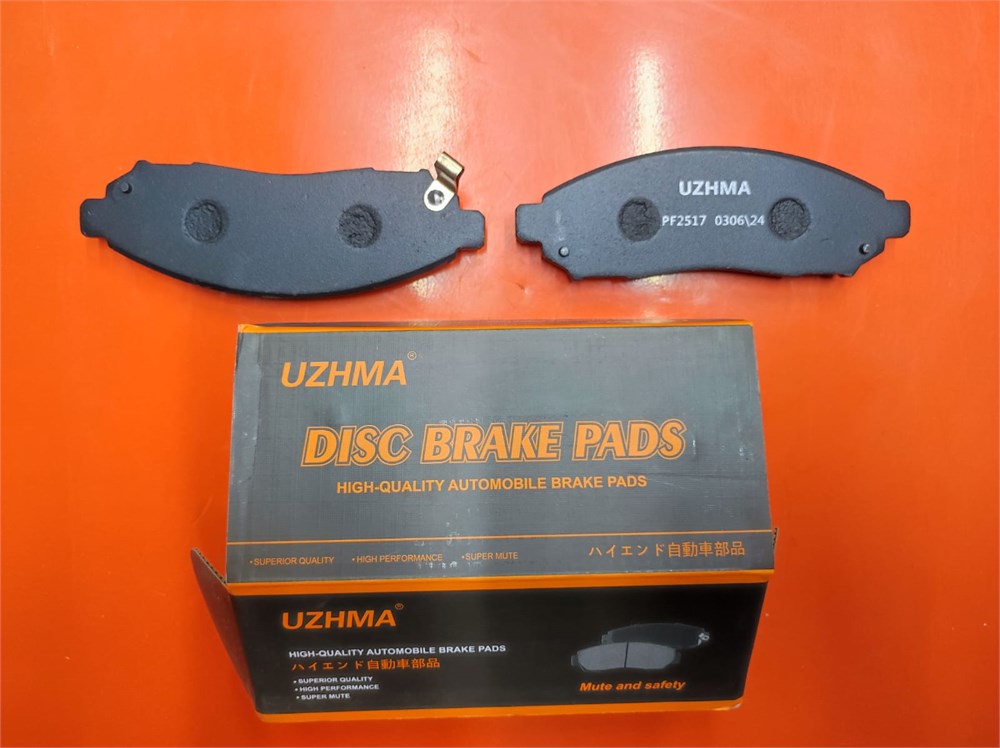 UZHMA
PF2517 0306\24
UZHMA®
DISC BRAKE PADS
HIGH-QUALITY AUTOMOBILE BRAKE PADS
•SUPERIOR QUALITY •HIGH PERFORMANCE •SUPER MUTE ハイエンド自動車部品
UZHMA®
HIGH-QUALITY AUTOMOBILE BRAKE PADS
ハイエンド自動車部品
•SUPERIOR QUALITY
•HIGH PERFORMANCE
•SUPER MUTE
Mute and safety